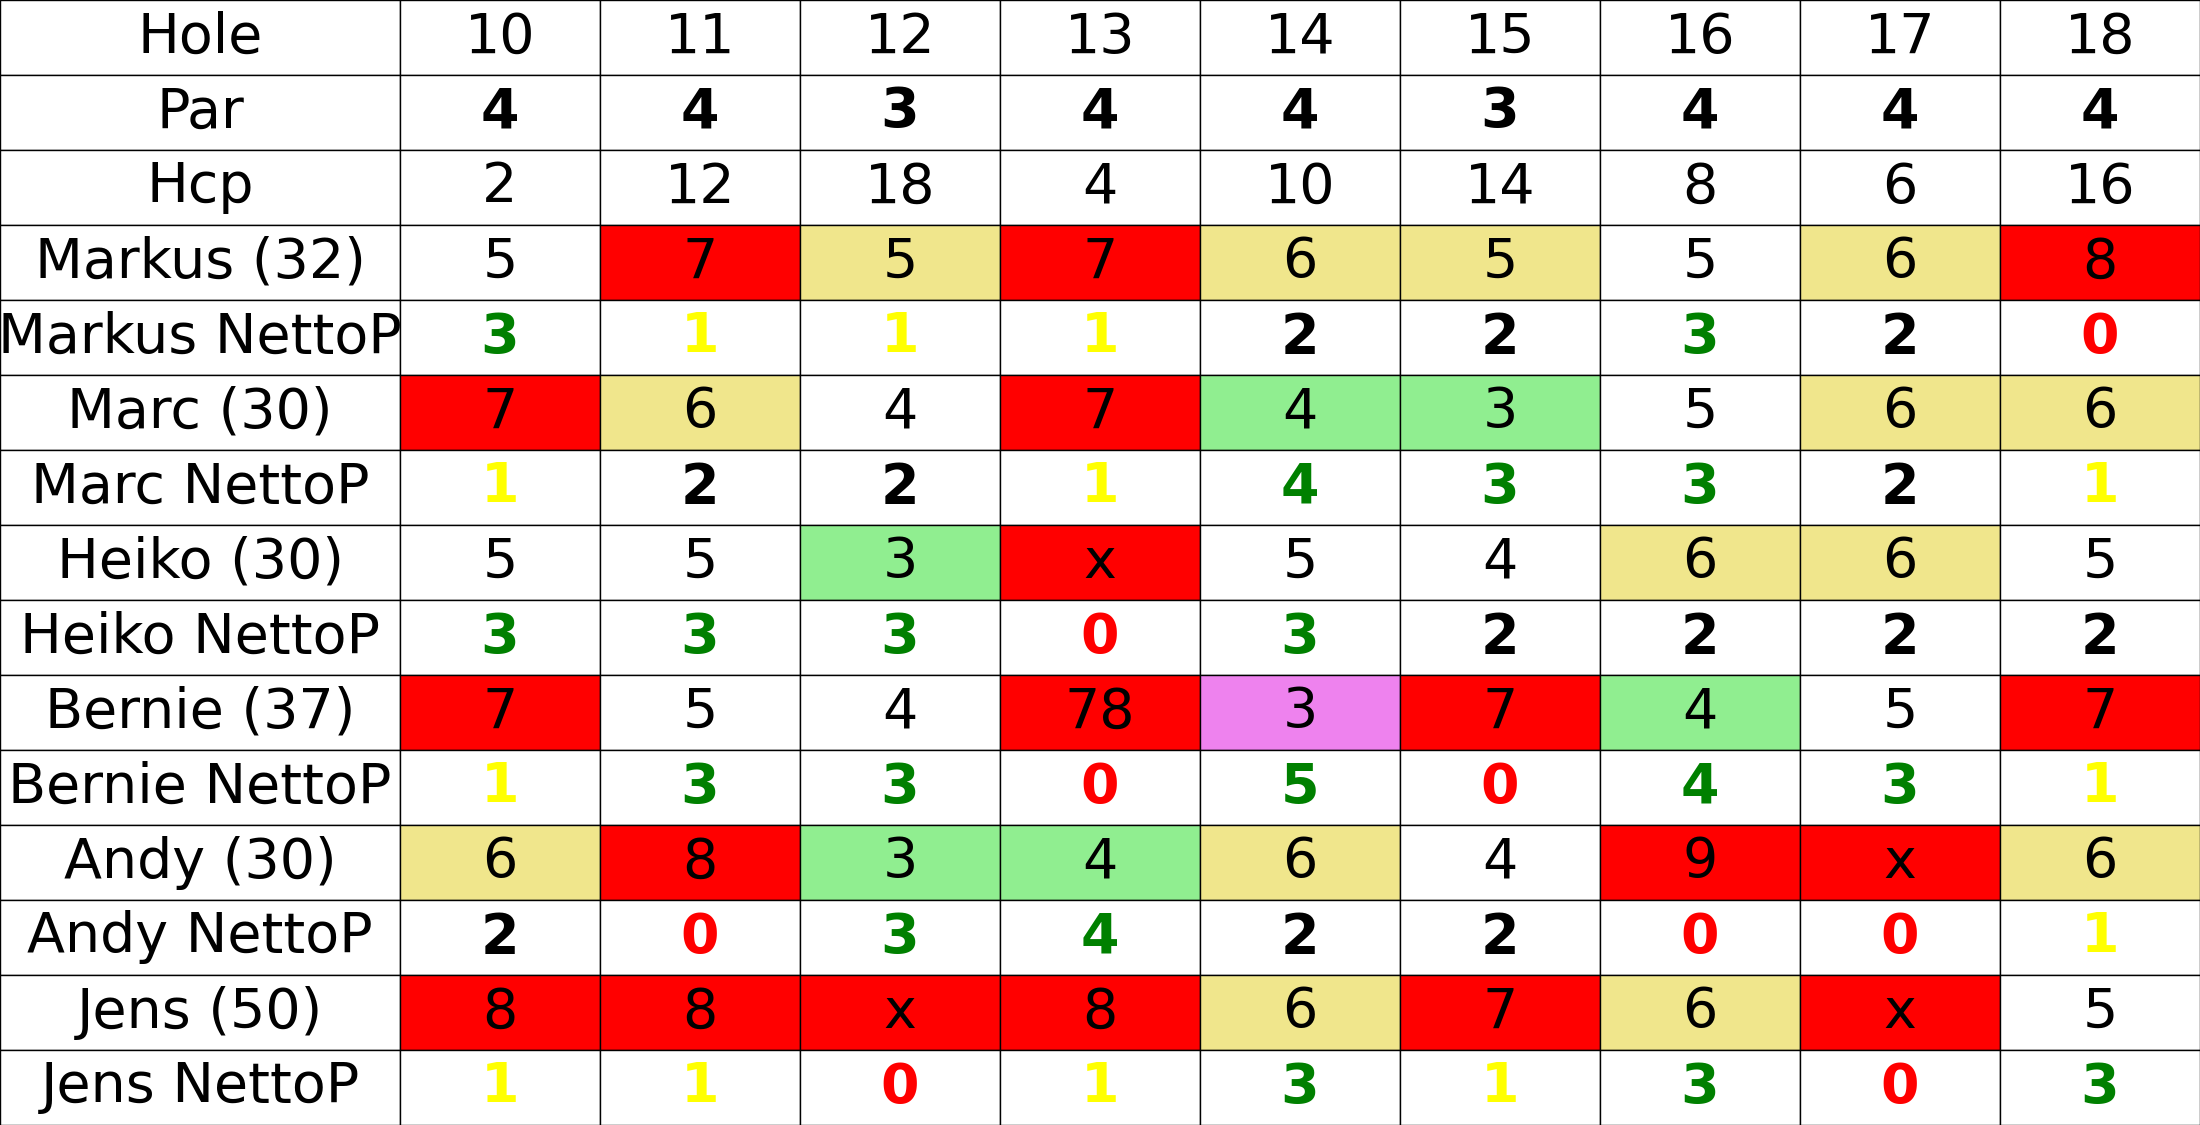 Hole 10 11 12 13 14 15 16 17 18
Par 4 4 3 4 4 3 4 4 4
Hcp 2 12 18 4 10 14 8 6 16
Markus (32) 5 7 5 7 6 5 5 6 8
Markus NettoP 3 1 1 1 2 2 3 2 0
Marc (30) 7 6 4 7 4 3 5 6 6
Marc NettoP 1 2 2 1 4 3 3 2 1
Heiko (30) 5 5 3 x 5 4 6 6 5
Heiko NettoP 3 3 3 0 3 2 2 2 2
Bernie (37) 7 5 4 78 3 7 4 5 7
Bernie NettoP 1 3 3 0 5 0 4 3 1
Andy (30) 6 8 3 4 6 4 9 x 6
Andy NettoP 2 0 3 4 2 2 0 0 1
Jens (50) 8 8 x 8 6 7 6 x 5
Jens NettoP 1 1 0 1 3 1 3 0 3